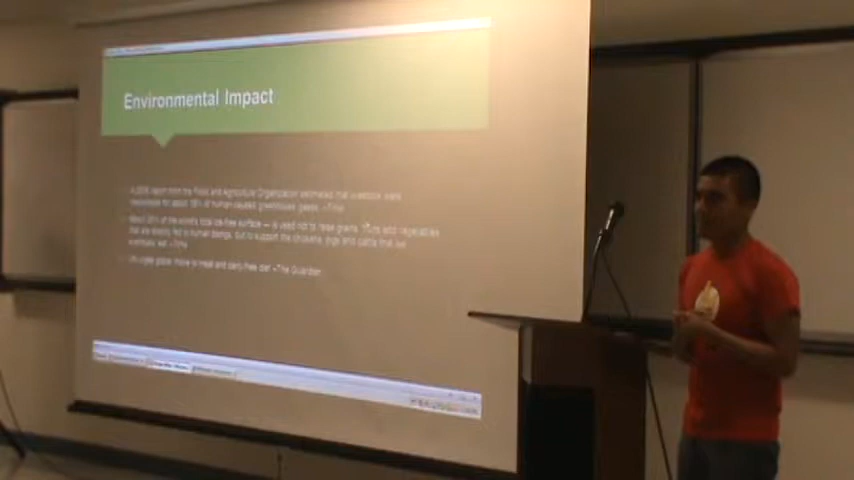 Environmental Impact
A 2006 report from the Food and Agriculture Organization estimated that livestock were
responsible for about 18% of human-caused greenhouse gases. –Time
About of the world's total ice-free surface — is used not to raise grains, fruits and vegetables
that are directly fed to human beings, but to support the chickens, pigs and cattle that we
eventually eat –Time
UN urges global move to meat and dairy-free diet –The Guardian